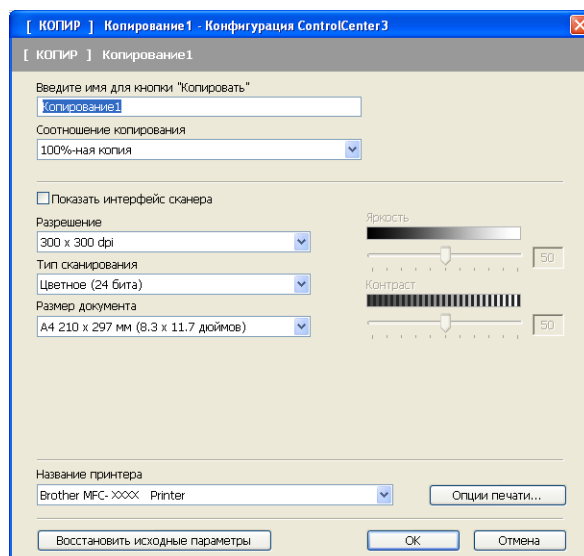 [ КОПИР ] Копирование1 - Конфигурация ControlCenter3
[ КОПИР ] Копирование1
Введите имя для кнопки "Копировать"
Копирование1
Соотношение копирования
100%-ная копия
Показать интерфейс сканера
Разрешение
300 x 300 dpi
Тип сканирования
Цветное (24 бита)
Размер документа
A4 210 x 297 мм (8.3 x 11.7 дюймов)
Яркость
50
Контраст
50
Название принтера
Brother MFC- XXXX Printer
Опции печати...
Восстановить исходные параметры
OK
Отмена